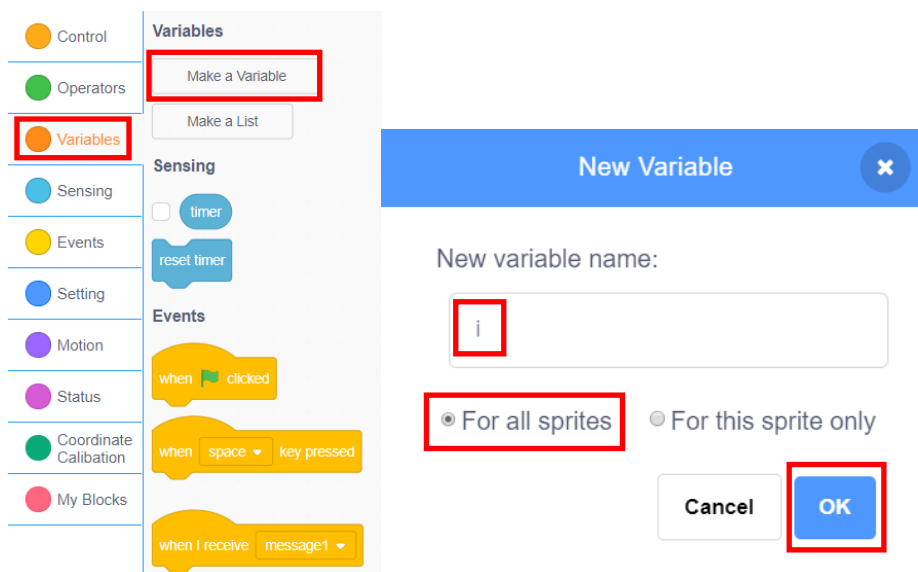 Control
Operators
Variables
Sensing
Events
Setting
Motion
Status
Coordinate
Calibation
My Blocks
Variables
Make a Variable
Make a List
Sensing
timer
reset timer
Events
when clicked
when space key pressed
when I receive message1
New Variable
New variable name:
i
For all sprites For this sprite only
Cancel OK